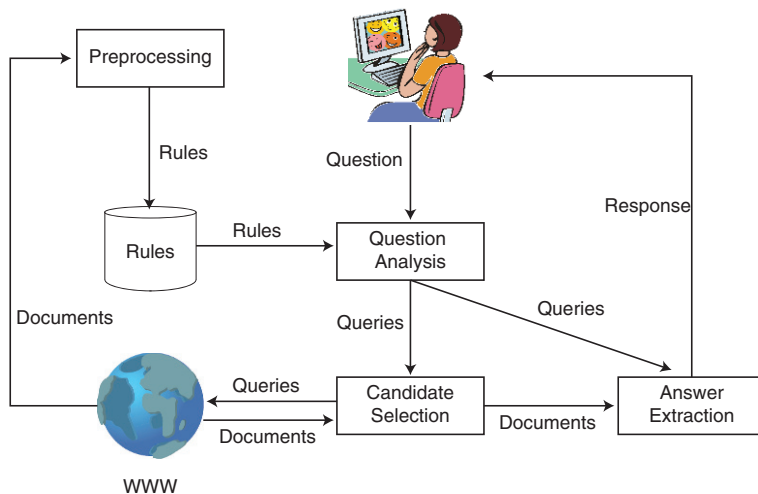 Preprocessing
Rules
Question
Response
Rules
Rules
Question
Analysis
Documents
Queries
Queries
Queries
Candidate
Selection
Answer
Extraction
Documents
Documents
WWW